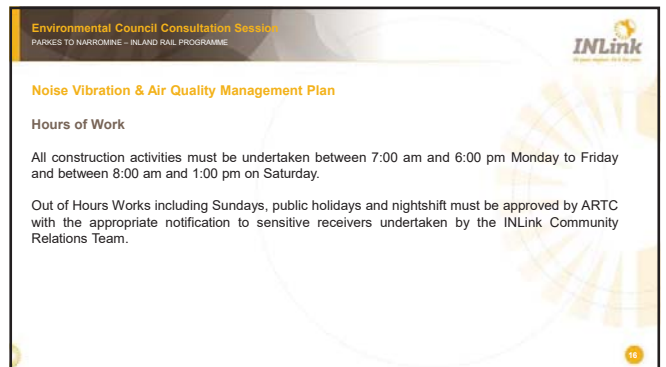 Environmental Council Consultation Session
PARKES TO NARROMINE – INLAND RAIL PROGRAMME
INLink
Noise Vibration & Air Quality Management Plan
Hours of Work
All construction activities must be undertaken between 7:00 am and 6:00 pm Monday to Friday
and between 8:00 am and 1:00 pm on Saturday.
Out of Hours Works including Sundays, public holidays and nightshift must be approved by ARTC
with the appropriate notification to sensitive receivers undertaken by the INLink Community
Relations Team.
16